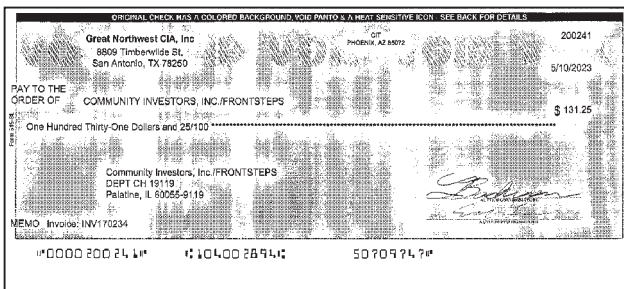 ORIGINAL CHECK HAS A COLORED BACKGROUND, VOID PANTO & A HEAT SENSITIVE ICON - SEE BACK FOR DETAILS
Great Northwest CIA, Inc
8809 Timberwilde St,
San Antonio, TX 78250
CIT
PHOENIX, AZ 85072
200241
5/10/2023
PAY TO THE
ORDER OF COMMUNITY INVESTORS, INC./FRONTSTEPS
$ 131.25
One Hundred Thirty-One Dollars and 25/100
Community Investors, Inc./FRONTSTEPS
DEPT CH 19119
Palatine, IL 60055-9119
MEMO Invoice: INV170234